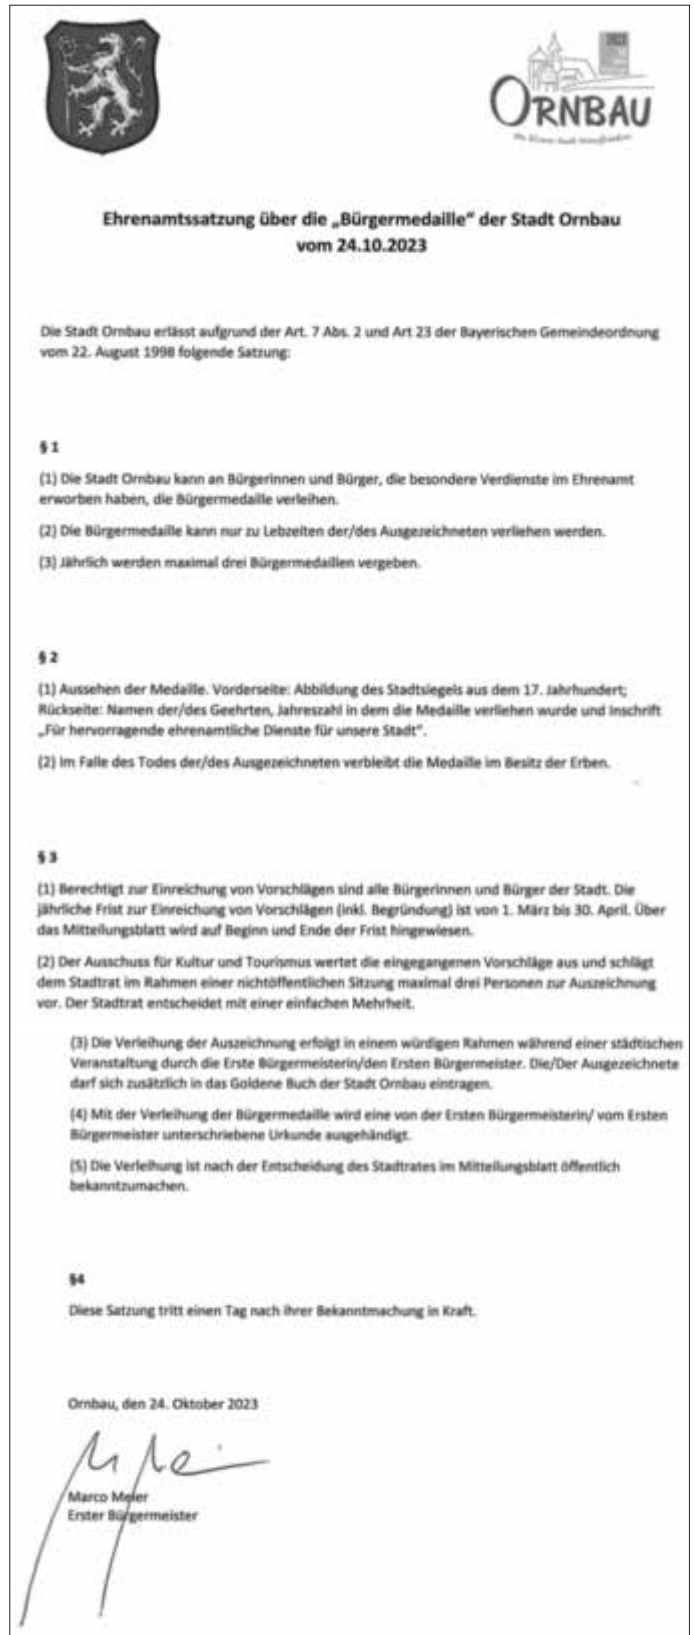 ORNBAU
Ehrenamtssatzung über die „Bürgermedaille“ der Stadt Ornbau
vom 24.10.2023
Die Stadt Ornbau erlässt aufgrund der Art. 7 Abs. 2 und Art 23 der Bayerischen Gemeindeordnung
vom 22. August 1998 folgende Satzung:
§ 1
(1) Die Stadt Ornbau kann an Bürgerinnen und Bürger, die besondere Verdienste im Ehrenamt
erworben haben, die Bürgermedaille verleihen.
(2) Die Bürgermedaille kann nur zu Lebzeiten der/des Ausgezeichneten verliehen werden.
(3) Jährlich werden maximal drei Bürgermedaillen vergeben.
§ 2
(1) Aussehen der Medaille. Vorderseite: Abbildung des Stadtsiegels aus dem 17. Jahrhundert;
Rückseite: Namen der/des Geehrten, Jahreszahl in dem die Medaille verliehen wurde und Inschrift
„Für hervorragende ehrenamtliche Dienste für unsere Stadt“.
(2) Im Falle des Todes der/des Ausgezeichneten verbleibt die Medaille im Besitz der Erben.
§ 3
(1) Berechtigt zur Einreichung von Vorschlägen sind alle Bürgerinnen und Bürger der Stadt. Die
jährliche Frist zur Einreichung von Vorschlägen (inkl. Begründung) ist von 1. März bis 30. April. Über
das Mitteilungsblatt wird auf Beginn und Ende der Frist hingewiesen.
(2) Der Ausschuss für Kultur und Tourismus wertet die eingegangenen Vorschläge aus und schlägt
dem Stadtrat im Rahmen einer nichtöffentlichen Sitzung maximal drei Personen zur Auszeichnung
vor. Der Stadtrat entscheidet mit einer einfachen Mehrheit.
(3) Die Verleihung der Auszeichnung erfolgt in einem würdigen Rahmen während einer städtischen
Veranstaltung durch die Erste Bürgermeisterin/den Ersten Bürgermeister. Die/Der Ausgezeichnete
darf sich zusätzlich in das Goldene Buch der Stadt Ornbau eintragen.
(4) Mit der Verleihung der Bürgermedaille wird eine von der Ersten Bürgermeisterin/ vom Ersten
Bürgermeister unterschriebene Urkunde ausgehändigt.
(5) Die Verleihung ist nach der Entscheidung des Stadtrates im Mitteilungsblatt öffentlich
bekanntzumachen.
§4
Diese Satzung tritt einen Tag nach ihrer Bekanntmachung in Kraft.
Ornbau, den 24. Oktober 2023
Marco Meier
Erster Bürgermeister